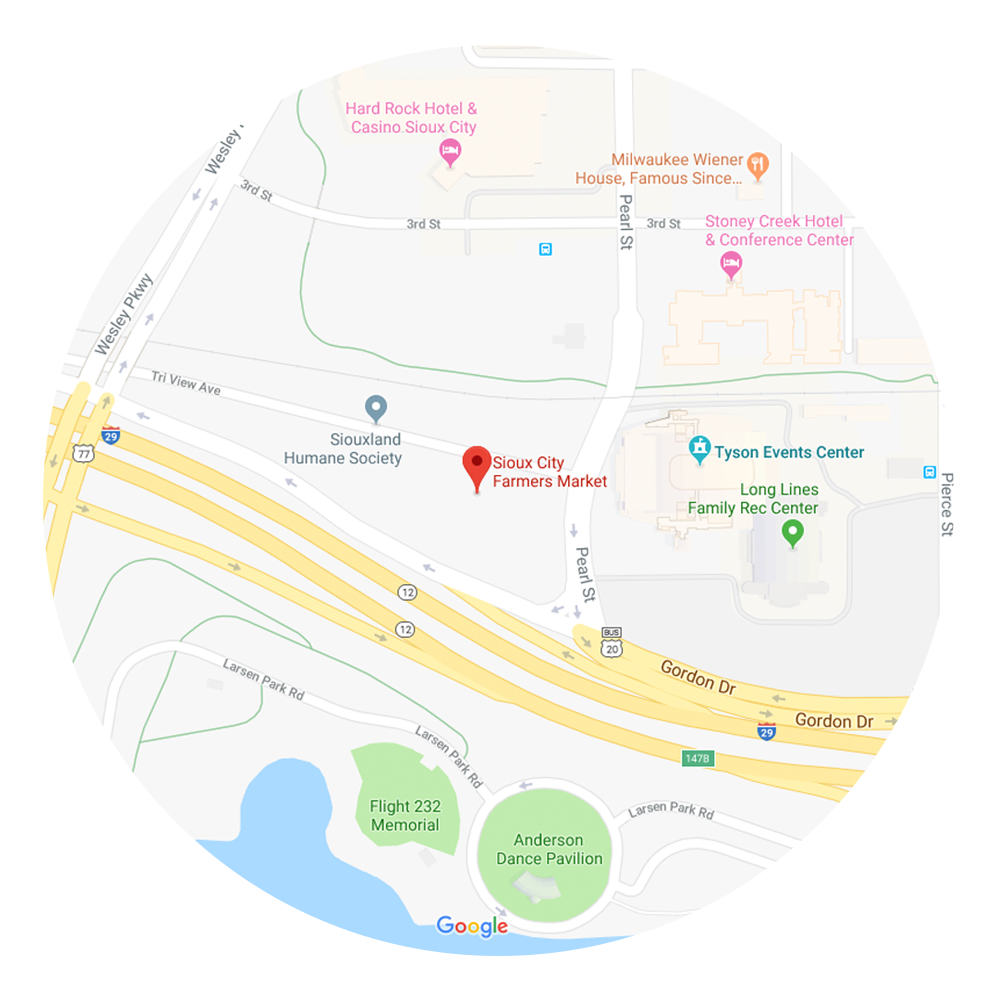 Hard Rock Hotel &
Casino Sioux City
Wesley
Milwaukee Wiener
House, Famous Since...
3rd St
3rd St
3rd St
Pearl St
Stoney Creek Hotel
& Conference Center
Wesley Pkwy
Tri View Ave
29
77
Siouxland
Humane Society
Sioux City
Farmers Market
Tyson Events Center
Long Lines
Family Rec Center
Pierce St
Pearl St
12
12
BUS
20
Gordon Dr
Gordon Dr
29
147B
Larsen Park Rd
Larsen Park Rd
Larsen Park Rd
Flight 232
Memorial
Anderson
Dance Pavilion
Google